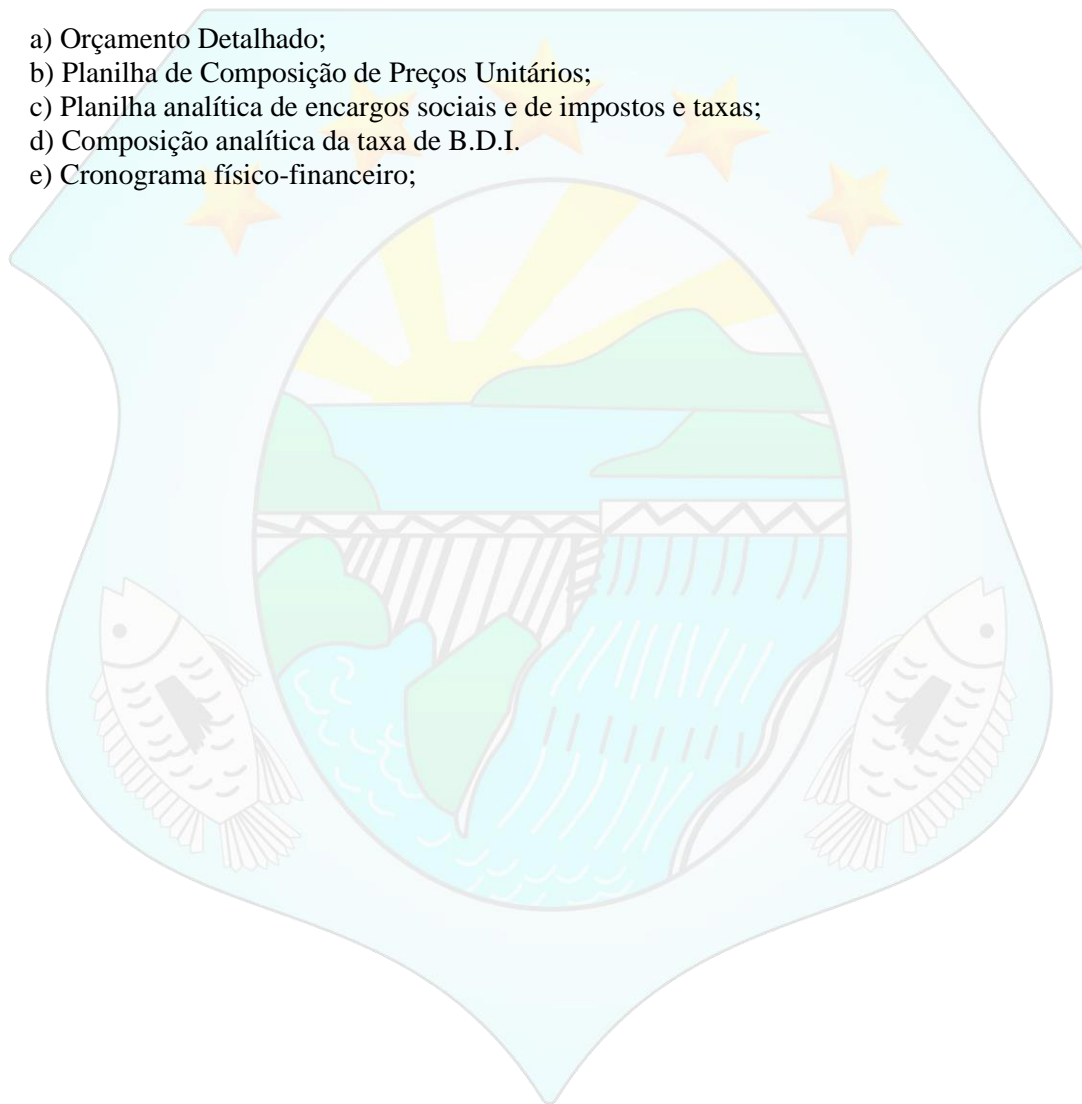 a) Orçamento Detalhado;
b) Planilha de Composição de Preços Unitários;
c) Planilha analítica de encargos sociais e de impostos e taxas;
d) Composição analítica da taxa de B.D.I.
e) Cronograma físico-financeiro;